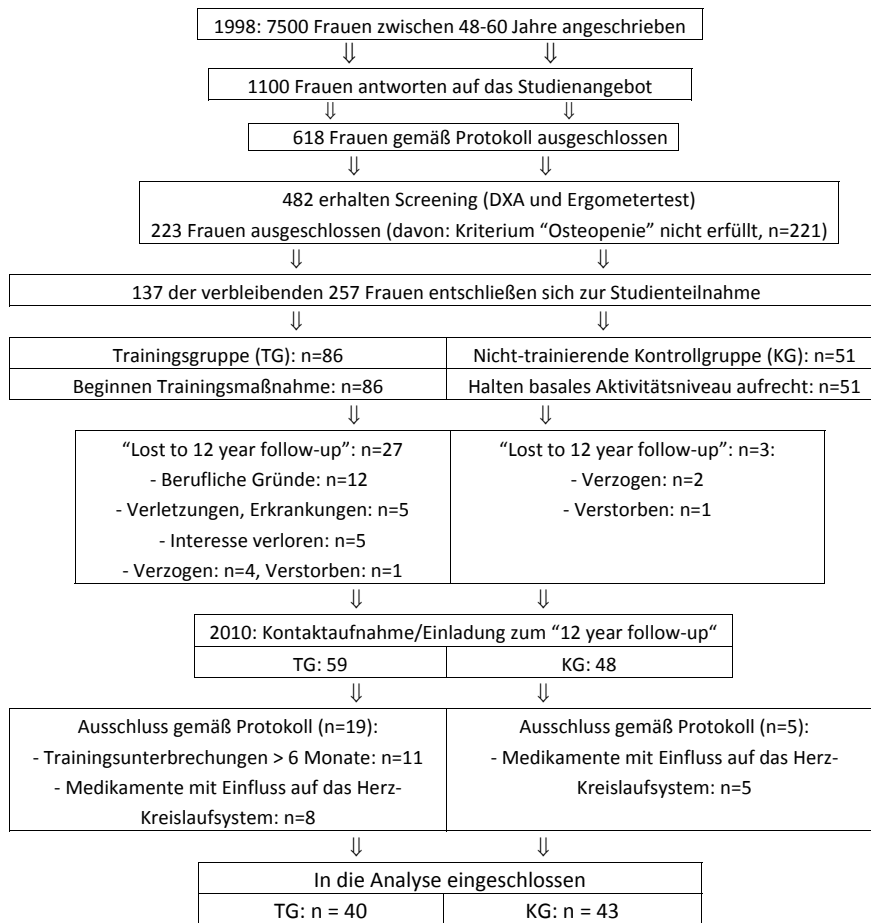 1998: 7500 Frauen zwischen 48-60 Jahre angeschrieben
⇓ ⇓
1100 Frauen antworten auf das Studienangebot
⇓ ⇓
618 Frauen gemäß Protokoll ausgeschlossen
⇓ ⇓
482 erhalten Screening (DXA und Ergometertest)
223 Frauen ausgeschlossen (davon: Kriterium "Osteopenie" nicht erfüllt, n=221)
⇓ ⇓
137 der verbleibenden 257 Frauen entschließen sich zur Studienteilnahme
⇓ ⇓
Trainingsgruppe (TG): n=86
Beginnen Trainingsmaßnahme: n=86
Nicht-trainierende Kontrollgruppe (KG): n=51
Halten basales Aktivitätsniveau aufrecht: n=51
⇓ ⇓
"Lost to 12 year follow-up": n=27
- Berufliche Gründe: n=12
- Verletzungen, Erkrankungen: n=5
- Interesse verloren: n=5
- Verzogen: n=4, Verstorben: n=1
"Lost to 12 year follow-up": n=3:
- Verzogen: n=2
- Verstorben: n=1
⇓ ⇓
2010: Kontaktaufnahme/Einladung zum "12 year follow-up"
TG: 59 KG: 48
⇓ ⇓
Ausschluss gemäß Protokoll (n=19):
- Trainingsunterbrechungen > 6 Monate: n=11
- Medikamente mit Einfluss auf das Herz-
Kreislaufsystem: n=8
Ausschluss gemäß Protokoll (n=5):
- Medikamente mit Einfluss auf das Herz-
Kreislaufsystem: n=5
⇓ ⇓
In die Analyse eingeschlossen
TG: n = 40 KG: n = 43